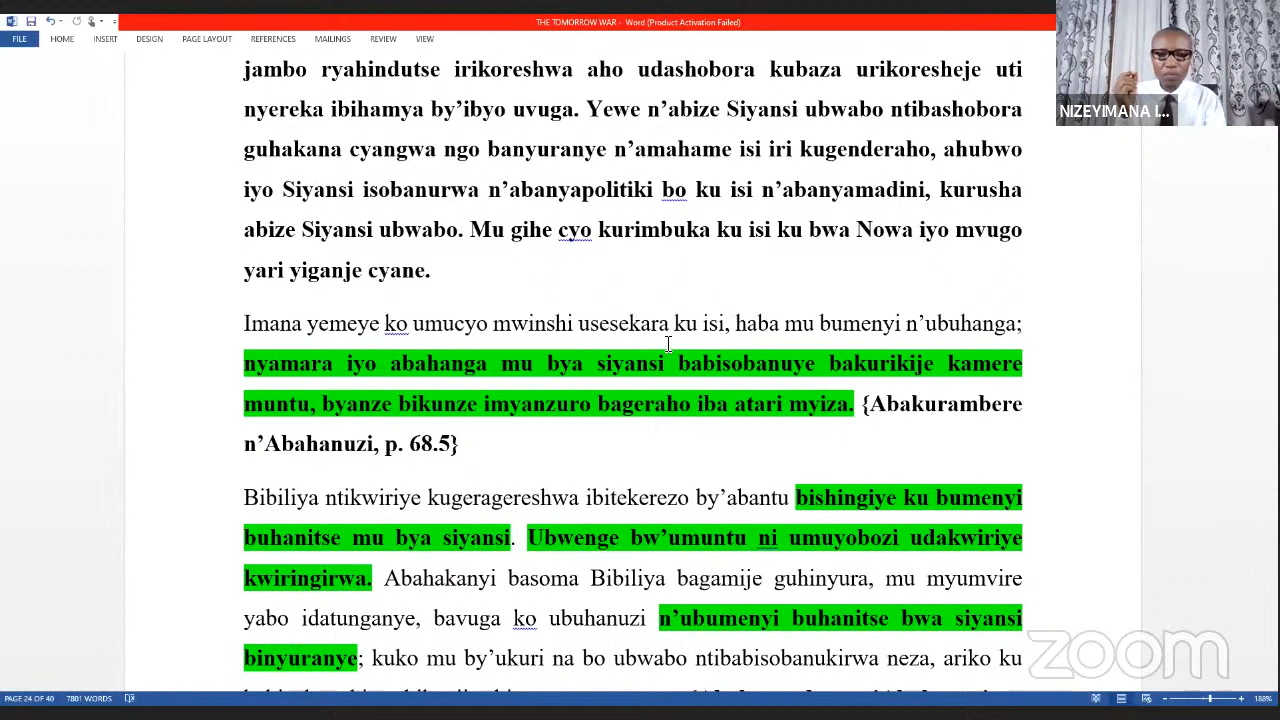 THE TOMORROW WAR - Word (Product Activation Failed)
FILE HOME INSERT DESIGN PAGE LAYOUT REFERENCES MAILINGS REVIEW VIEW
jambo ryahindutse irikoreshwa aho udashobora kubaza urikoresheje uti
nyereka ibihamya by’ibyo uvuga. Yewe n’abize Siyansi ubwabo ntibashobora
guhakana cyangwa ngo banyuranye n’amahame isi iri kugenderaho, ahubwo
iyo Siyansi isobanurwa n’abanyapolitiki bo ku isi n’abanyamadini, kurusha
abize Siyansi ubwabo. Mu gihe cyo kurimbuka ku isi ku bwa Nowa iyo mvugo
yari yiganje cyane.
Imana yemeye ko umucyo mwinshi usesekara ku isi, haba mu bumenyi n’ubuhanga;
nyamara iyo abahanga mu bya siyansi babisobanuye bakurikije kamere
muntu, byanze bikunze imyanzuro bageraho iba atari myiza. {Abakurambere
n’Abahanuzi, p. 68.5}
Bibiliya ntikwiriye kugeragereshwa ibitekerezo by’abantu bishingiye ku bumenyi
buhanitse mu bya siyansi. Ubwenge bw’umuntu ni umuyobozi udakwiriye
kwiringirwa. Abahakanyi basoma Bibiliya bagamije guhinyura, mu myumvire
yabo idatunganye, bavuga ko ubuhanuzi n’ubumenyi buhanitse bwa siyansi
binyuranye; kuko mu by’ukuri na bo ubwabo ntibabisobanukirwa neza, ariko ku
NIZEYIMANA I...
zoom
PAGE 24 OF 40 7801 WORDS
188%